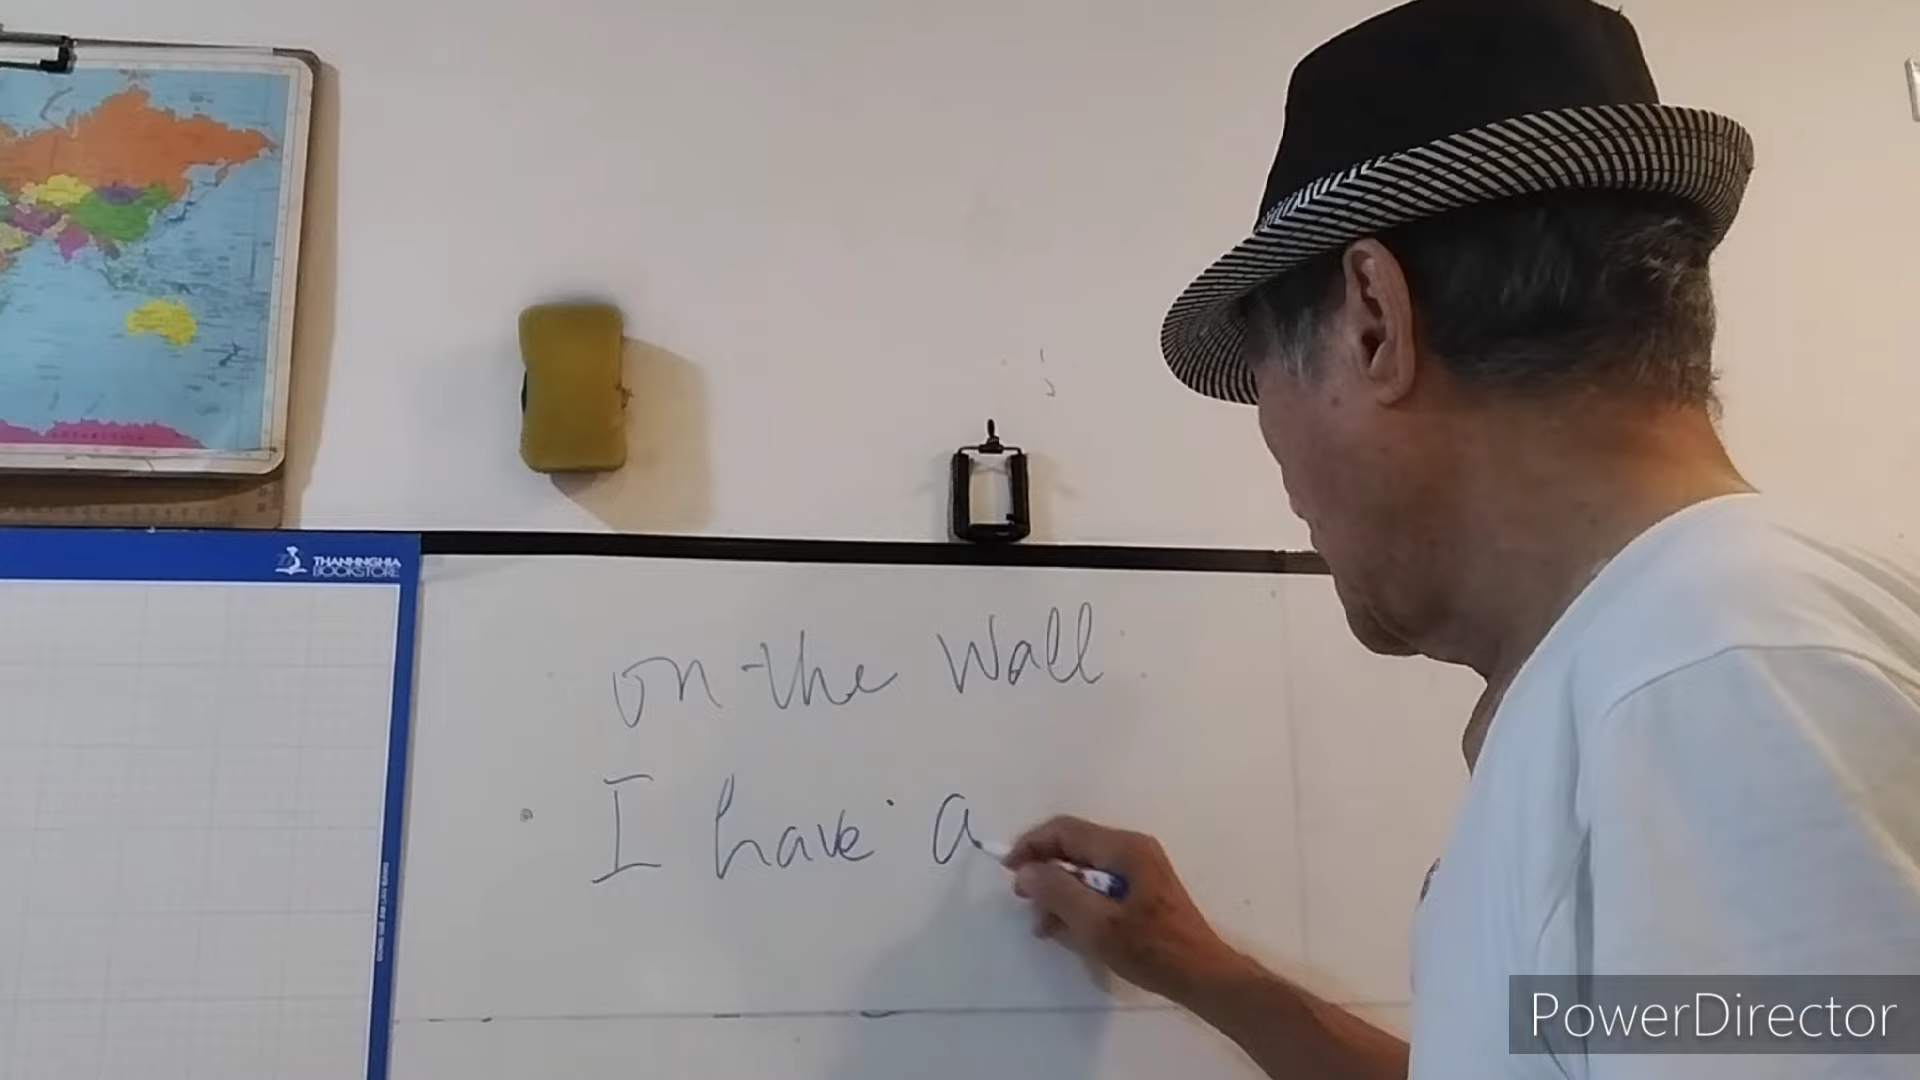 THANHNGHIA
BOOKSTORE
on the Wall
I have a
PowerDirector